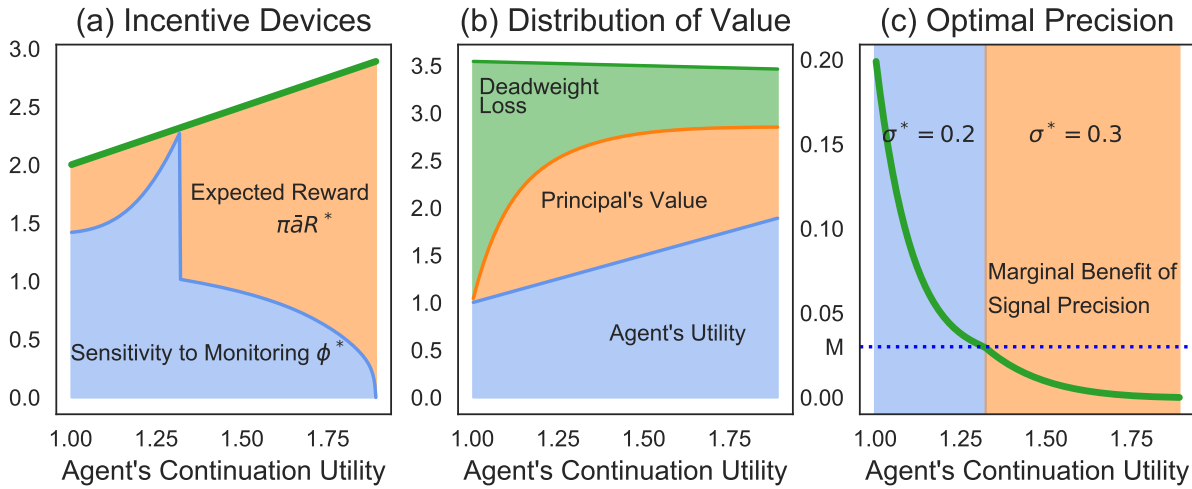 (a) Incentive Devices
3.0
2.5
2.0
1.5
1.0
0.5
0.0
Expected Reward
πāR*
Sensitivity to Monitoring ϕ*
1.00 1.25 1.50 1.75
Agent's Continuation Utility
(b) Distribution of Value
3.5
3.0
2.5
2.0
1.5
1.0
0.5
0.0
Deadweight
Loss
Principal's Value
Agent's Utility
1.00 1.25 1.50 1.75
Agent's Continuation Utility
(c) Optimal Precision
0.20
0.15
0.10
0.05
M
0.00
σ* = 0.2 σ* = 0.3
Marginal Benefit of
Signal Precision
1.00 1.25 1.50 1.75
Agent's Continuation Utility